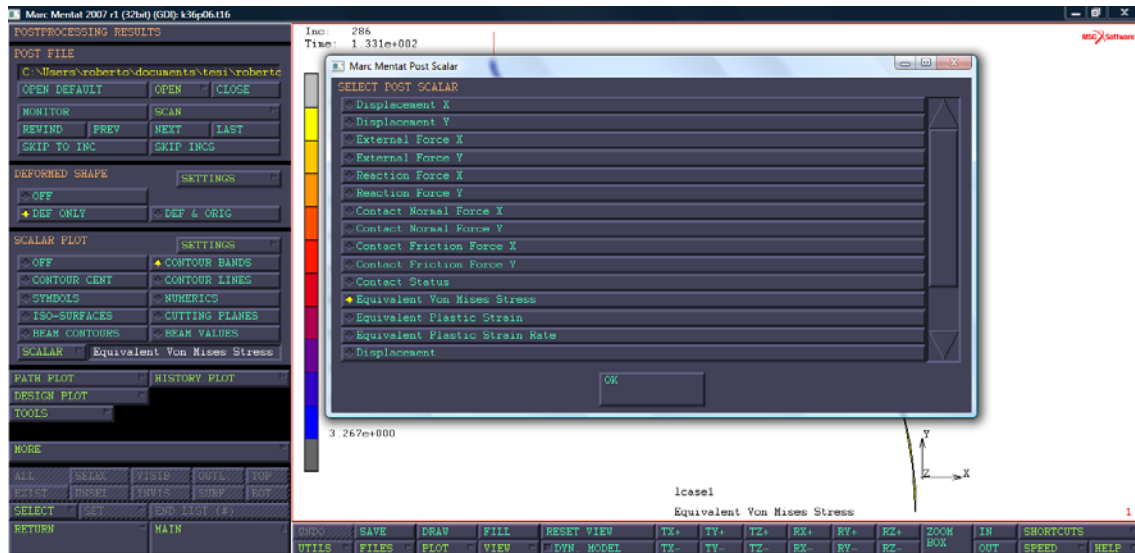 Marc Mentat 2007 r1 (32bit) (GDI): k36p06.t16
POSTPROCESSING RESULTS
POST FILE
C:\Users\roberto\documents\tesi\roberto
OPEN DEFAULT OPEN CLOSE
MONITOR SCAN
REWIND PREV NEXT LAST
SKIP TO INC SKIP INCS
DEFORMED SHAPE SETTINGS
OFF
DEF ONLY DEF & ORIG
SCALAR PLOT SETTINGS
OFF CONTOUR BANDS
CONTOUR CENT CONTOUR LINES
SYMBOLS NUMERICS
ISO-SURFACES CUTTING PLANES
BEAM CONTOURS BEAM VALUES
SCALAR Equivalent Von Mises Stress
PATH PLOT HISTORY PLOT
DESIGN PLOT
TOOLS
MORE
ALL SELEC VISIB OUTL TOP
EXIST UNSEL INVIS SURF BOT
SELECT SET END LIST (#)
RETURN MAIN
Inc: 286
Time: 1.331e+002
MSC Software
Marc Mentat Post Scalar
SELECT POST SCALAR
Displacement X
Displacement Y
External Force X
External Force Y
Reaction Force X
Reaction Force Y
Contact Normal Force X
Contact Normal Force Y
Contact Friction Force X
Contact Friction Force Y
Contact Status
Equivalent Von Mises Stress
Equivalent Plastic Strain
Equivalent Plastic Strain Rate
Displacement
OK
3.267e+000
Y
Z X
lcase1
Equivalent Von Mises Stress
1
UNDO SAVE DRAW FILL RESET VIEW TX+ TY+ TZ+ RX+ RY+ RZ+ ZOOM BOX IN SHORTCUTS
UTILS FILES PLOT VIEW DYN. MODEL TX- TY- TZ- RX- RY- RZ- OUT SPEED HELP